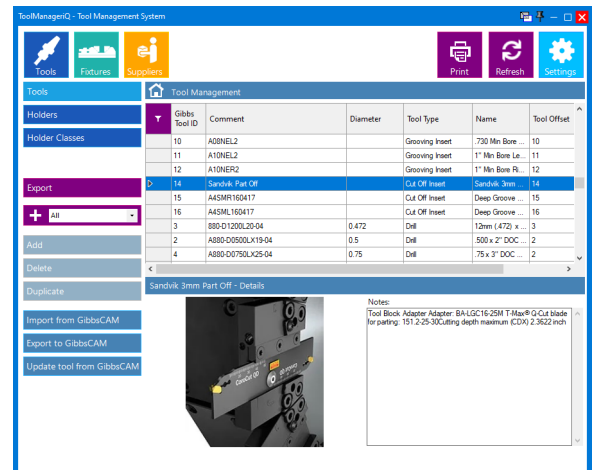 ToolManageriQ - Tool Management System
Tools Fixtures Suppliers Print Refresh Settings
Tools
Holders
Holder Classes
Export
All
Add
Delete
Duplicate
Import from GibbsCAM
Export to GibbsCAM
Update tool from GibbsCAM
Tool Management
Gibbs Tool ID Comment Diameter Tool Type Name Tool Offset
10 A08NEL2 Grooving Insert .730 Min Bore ... 10
11 A10NEL2 Grooving Insert 1" Min Bore Le... 11
12 A10NER2 Grooving Insert 1" Min Bore Ri... 12
14 Sandvik Part Off Cut Off Insert Sandvik 3mm ... 14
15 A4SMR160417 Cut Off Insert Deep Groove ... 15
16 A4SML160417 Cut Off Insert Deep Groove ... 16
3 880-D1200L20-04 0.472 Drill 12mm (.472) x ... 3
2 A880-D0500LX19-04 0.5 Drill .500 x 2" DOC ... 2
4 A880-D0750LX25-04 0.75 Drill .75 x 3" DOC ... 4
Sandvik 3mm Part Off - Details
CoroCut QD
Notes:
Tool Block Adapter Adapter: BA-LGC16-25M T-Max® Q-Cut blade
for parting: 151.2-25-30Cutting depth maximum (CDX) 2.3622 inch